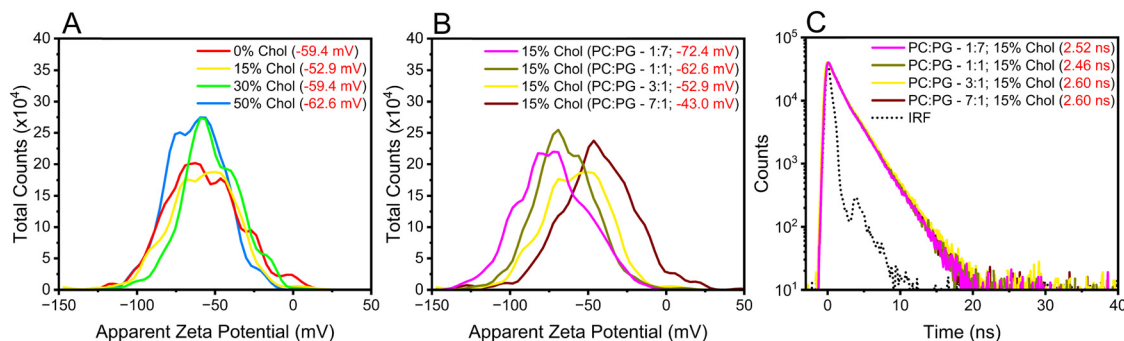 A
0% Chol (-59.4 mV)
15% Chol (-52.9 mV)
30% Chol (-59.4 mV)
50% Chol (-62.6 mV)
Total Counts (x10⁴)
40
35
30
25
20
15
10
5
0
−150
−100
−50
0
50
Apparent Zeta Potential (mV)
B
15% Chol (PC:PG - 1:7; -72.4 mV)
15% Chol (PC:PG - 1:1; -62.6 mV)
15% Chol (PC:PG - 3:1; -52.9 mV)
15% Chol (PC:PG - 7:1; -43.0 mV)
Total Counts (x10⁴)
40
35
30
25
20
15
10
5
0
−150
−100
−50
0
50
Apparent Zeta Potential (mV)
C
PC:PG - 1:7; 15% Chol (2.52 ns)
PC:PG - 1:1; 15% Chol (2.46 ns)
PC:PG - 3:1; 15% Chol (2.60 ns)
PC:PG - 7:1; 15% Chol (2.60 ns)
IRF
Counts
10⁵
10⁴
10³
10²
10¹
0
10
20
30
40
Time (ns)